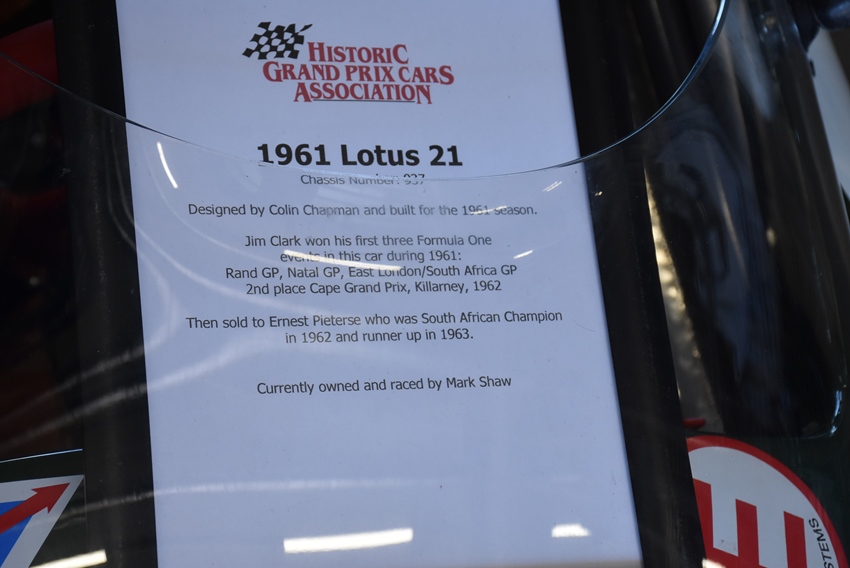 HISTORIC
GRAND PRIX CARS
ASSOCIATION
1961 Lotus 21
Chassis Number: 937
Designed by Colin Chapman and built for the 1961 season.
Jim Clark won his first three Formula One
events in this car during 1961:
Rand GP, Natal GP, East London/South Africa GP
2nd place Cape Grand Prix, Killarney, 1962
Then sold to Ernest Pieterse who was South African Champion
in 1962 and runner up in 1963.
Currently owned and raced by Mark Shaw
E
STEMS